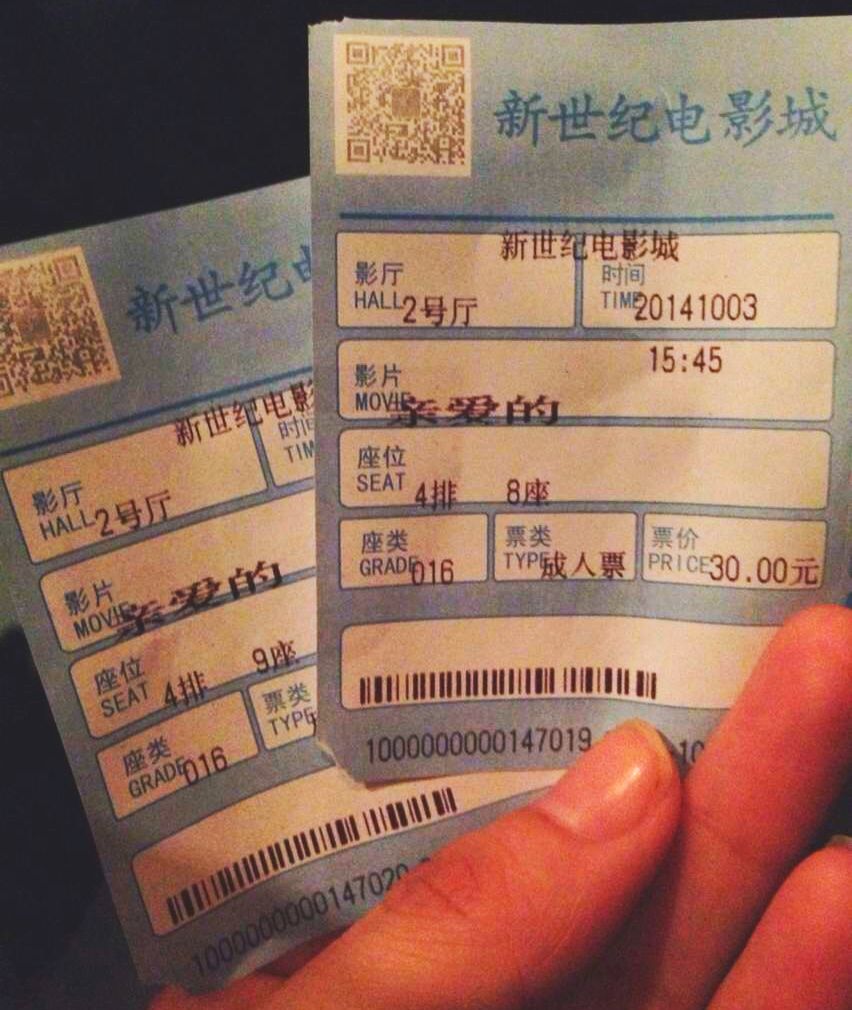 新世纪电影城
新世纪电影城
影厅
HALL 2号厅
时间
TIME 20141003
15:45
影片
MOVIE 亲爱的
座位
SEAT 4排 8座
座类
GRADE 016
票类
TYPE 成人票
票价
PRICE 30.00元
1000000000147019
新世纪电
新世纪电影
影厅
HALL 2号厅
时间
TIM
影片
MOVIE 亲爱的
座位
SEAT 4排 9座
座类
GRADE 016
票类
TYPE
1000000000147020